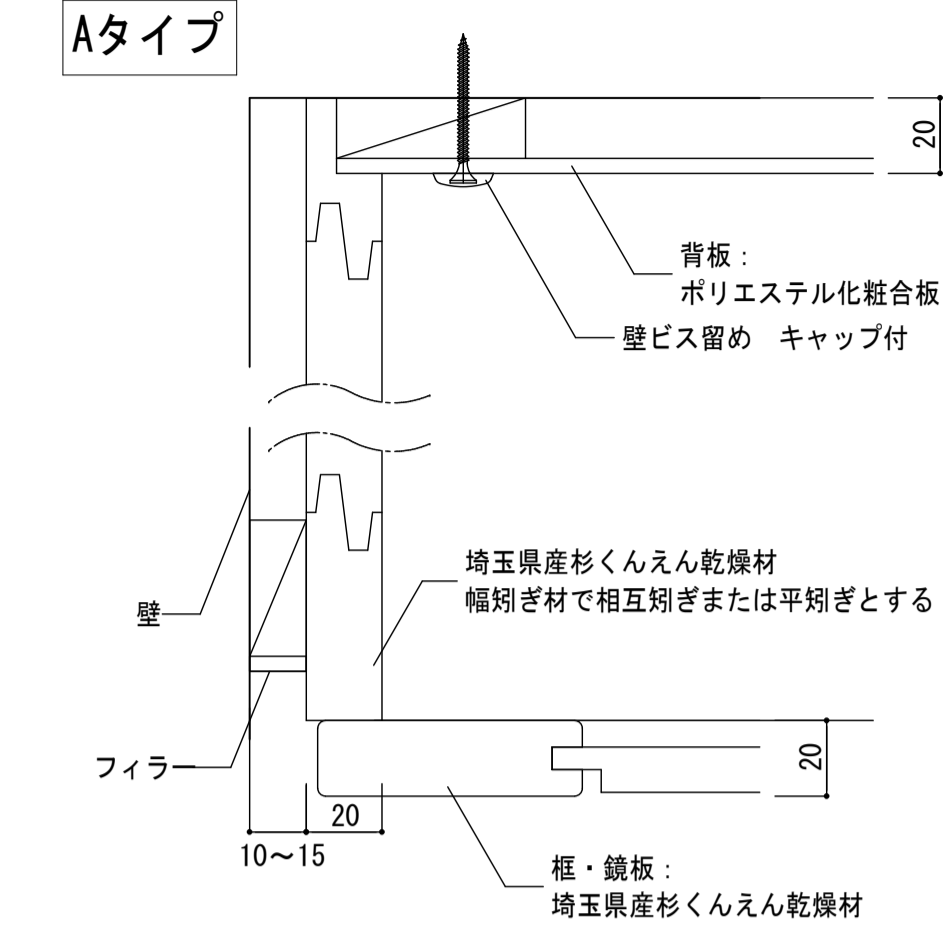 Aタイプ
20
背板：
ポリエステル化粧合板
壁ビス留め　キャップ付
埼玉県産杉くんえん乾燥材
幅矧ぎ材で相互矧ぎまたは平矧ぎとする
壁
フィラー
20
20
10～15
框・鏡板：
埼玉県産杉くんえん乾燥材